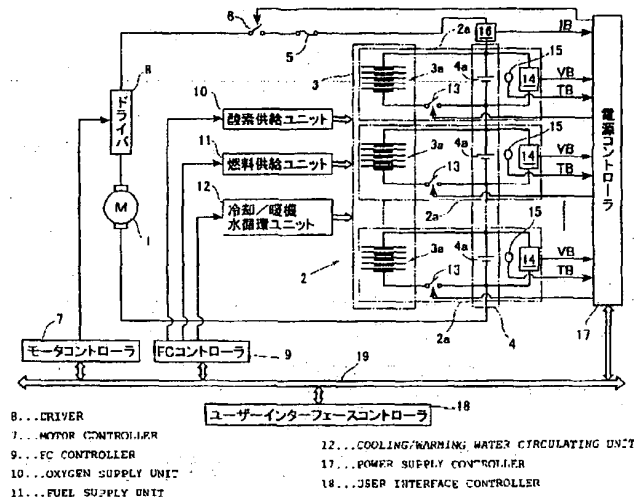 6
5
16
IB
2a
3
4a
15
3a
13
14
VB
TB
8
ドライバ
10
酸素供給ユニット
11
燃料供給ユニット
12
冷却/暖機
水循環ユニット
4a
15
3a
13
14
VB
TB
2a
M
1
2
4a
15
3a
13
14
VB
TB
2a
4
電源コントローラ
17
7
モータコントローラ
FCコントローラ
9
19
ユーザーインターフェースコントローラ
18
8...DRIVER
7...MOTOR CONTROLLER
9...FC CONTROLLER
10...OXYGEN SUPPLY UNIT
11...FUEL SUPPLY UNIT
12...COOLING/WARMING WATER CIRCULATING UNIT
17...POWER SUPPLY CONTROLLER
18...USER INTERFACE CONTROLLER